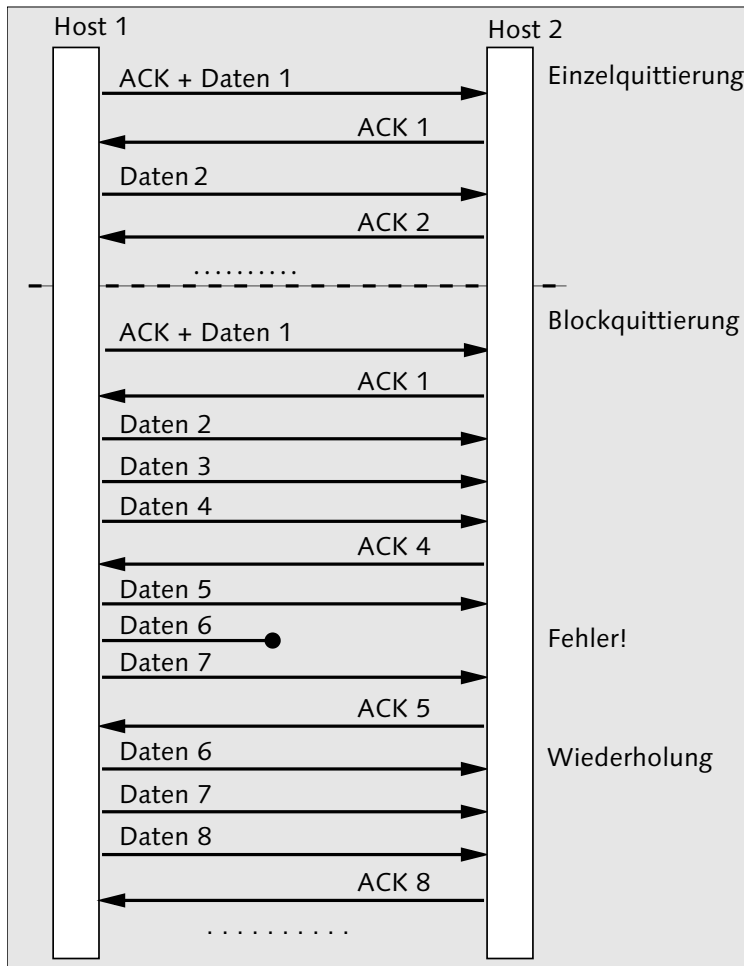 Host 1
Host 2
ACK + Daten 1
Einzelquittierung
ACK 1
Daten 2
ACK 2
..........
Blockquittierung
ACK + Daten 1
ACK 1
Daten 2
Daten 3
Daten 4
ACK 4
Daten 5
Daten 6
Fehler!
Daten 7
ACK 5
Daten 6
Wiederholung
Daten 7
Daten 8
ACK 8
. . . . . . . . . .